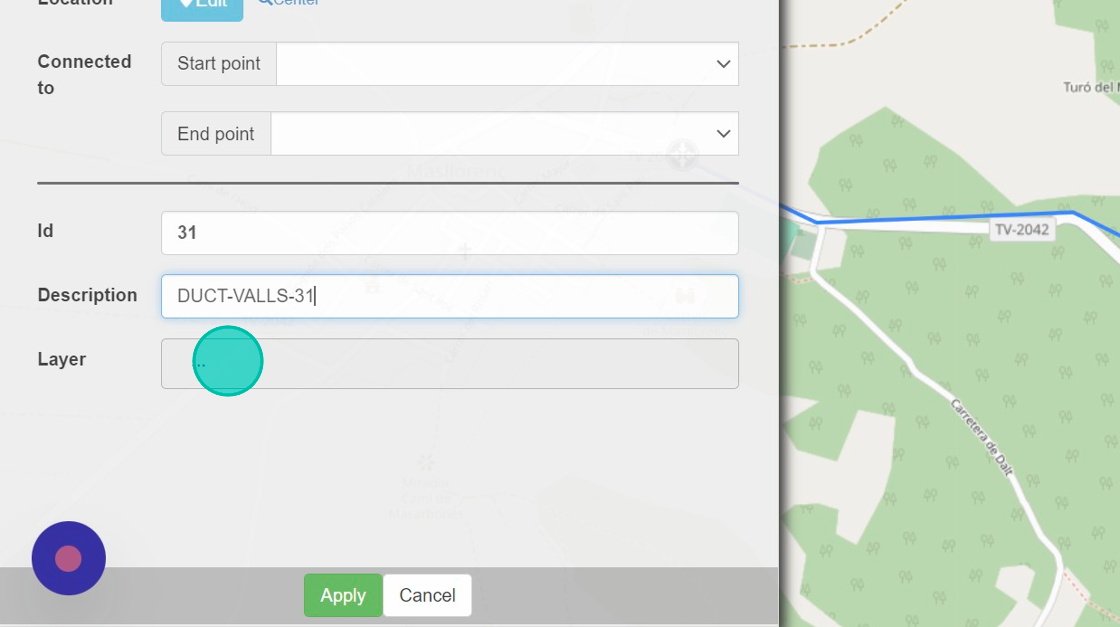 Location
Edit
Center
Connected
to
Start point
End point
Id
31
Description
DUCT-VALLS-31
Layer
..
Apply
Cancel
Turó del
TV-2042
Carretera de Dalt